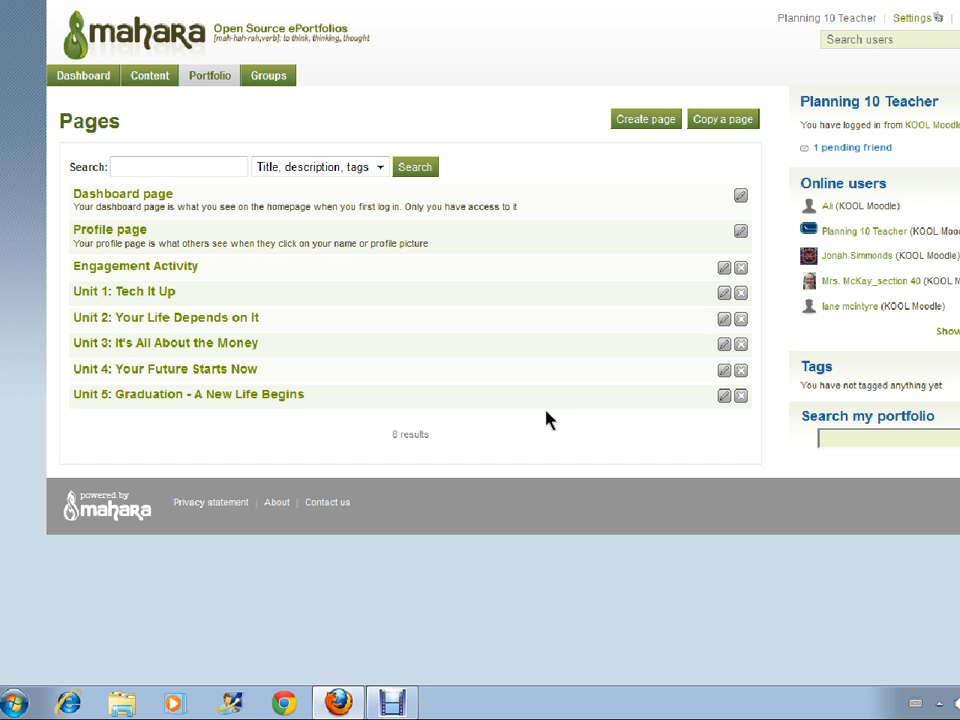 mahara
Open Source ePortfolios
[mah-hah-rah,verb]: to think, thinking, thought
Planning 10 Teacher | Settings |
Search users
Dashboard Content Portfolio Groups
Pages
Create page Copy a page
Search: Title, description, tags Search
Dashboard page
Your dashboard page is what you see on the homepage when you first log in. Only you have access to it
Profile page
Your profile page is what others see when they click on your name or profile picture
Engagement Activity
Unit 1: Tech It Up
Unit 2: Your Life Depends on It
Unit 3: It's All About the Money
Unit 4: Your Future Starts Now
Unit 5: Graduation - A New Life Begins
8 results
Planning 10 Teacher
You have logged in from KOOL Moodle
1 pending friend
Online users
Ali (KOOL Moodle)
Planning 10 Teacher (KOOL Moo
Jonah Simmonds (KOOL Moodle)
Mrs. McKay_section 40 (KOOL M
(KOOL Moodle)
Show
Tags
You have not tagged anything yet
Search my portfolio
powered by
mahara
Privacy statement | About | Contact us